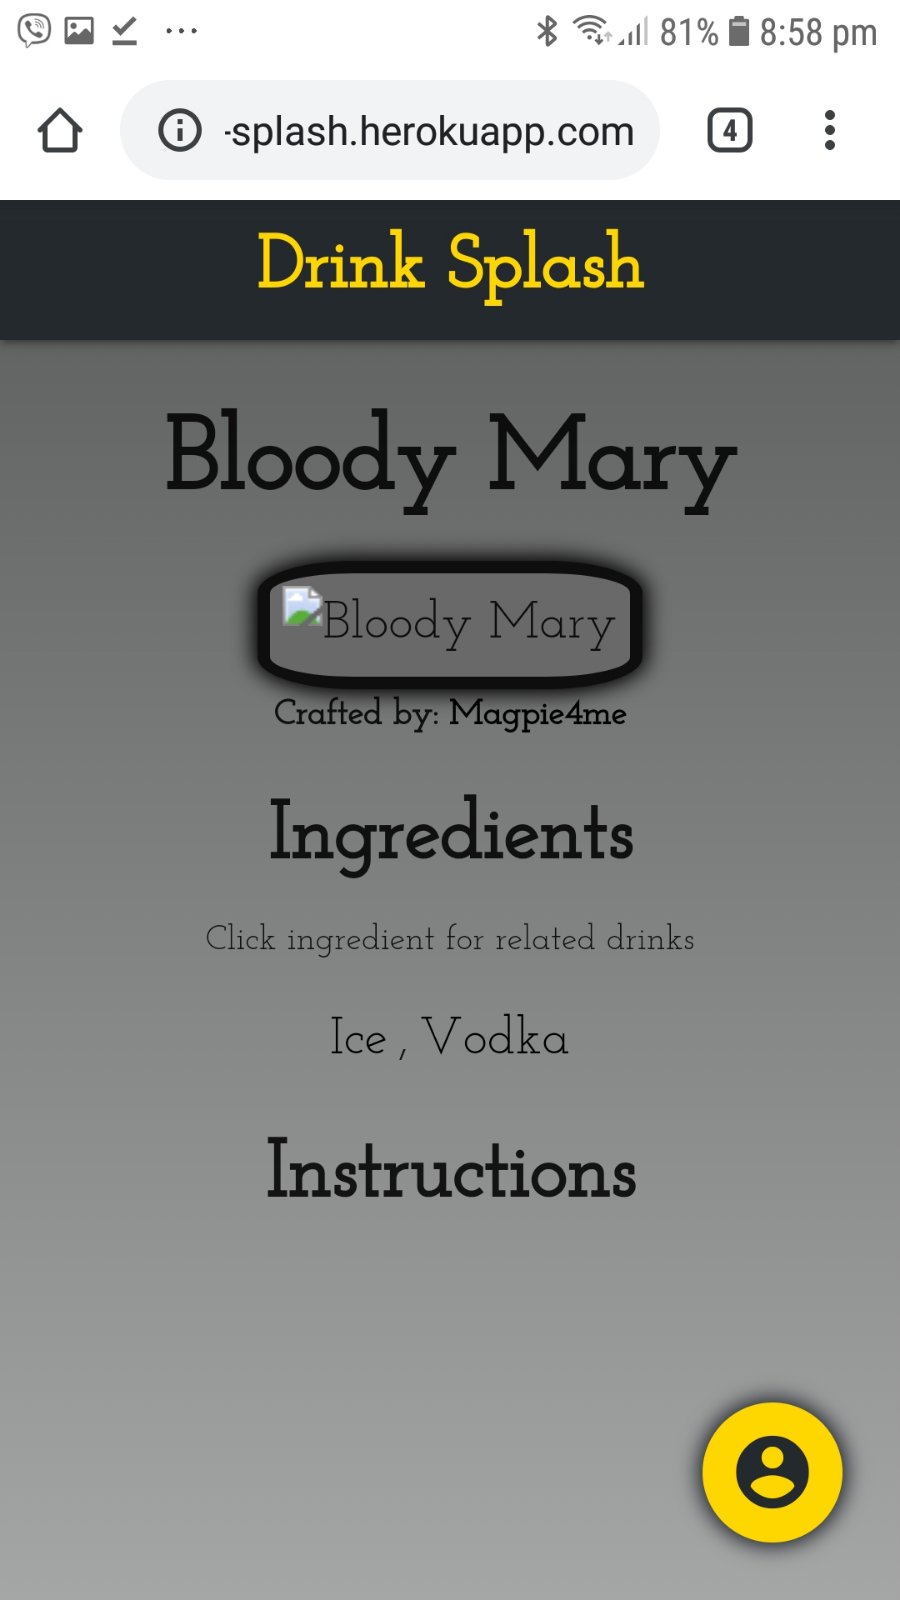 81% 8:58 pm
-splash.herokuapp.com 4
Drink Splash
Bloody Mary
Bloody Mary
Crafted by: Magpie4me
Ingredients
Click ingredient for related drinks
Ice , Vodka
Instructions